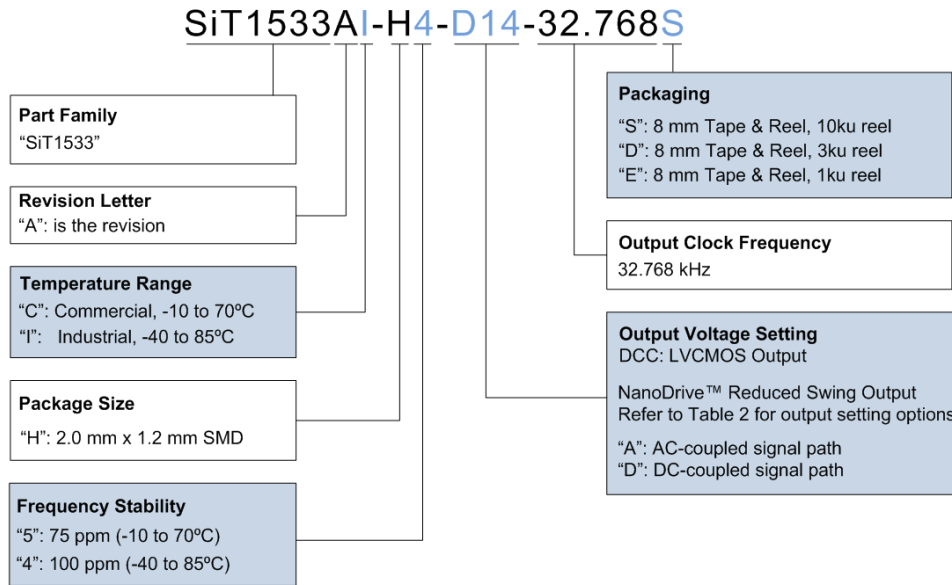 SiT1533AI-H4-D14-32.768S
Part Family
“SiT1533”
Revision Letter
“A”: is the revision
Temperature Range
“C”: Commercial, -10 to 70ºC
“I”: Industrial, -40 to 85ºC
Package Size
“H”: 2.0 mm x 1.2 mm SMD
Frequency Stability
“5”: 75 ppm (-10 to 70ºC)
“4”: 100 ppm (-40 to 85ºC)
Packaging
“S”: 8 mm Tape & Reel, 10ku reel
“D”: 8 mm Tape & Reel, 3ku reel
“E”: 8 mm Tape & Reel, 1ku reel
Output Clock Frequency
32.768 kHz
Output Voltage Setting
DCC: LVCMOS Output
NanoDrive™ Reduced Swing Output
Refer to Table 2 for output setting options
“A”: AC-coupled signal path
“D”: DC-coupled signal path